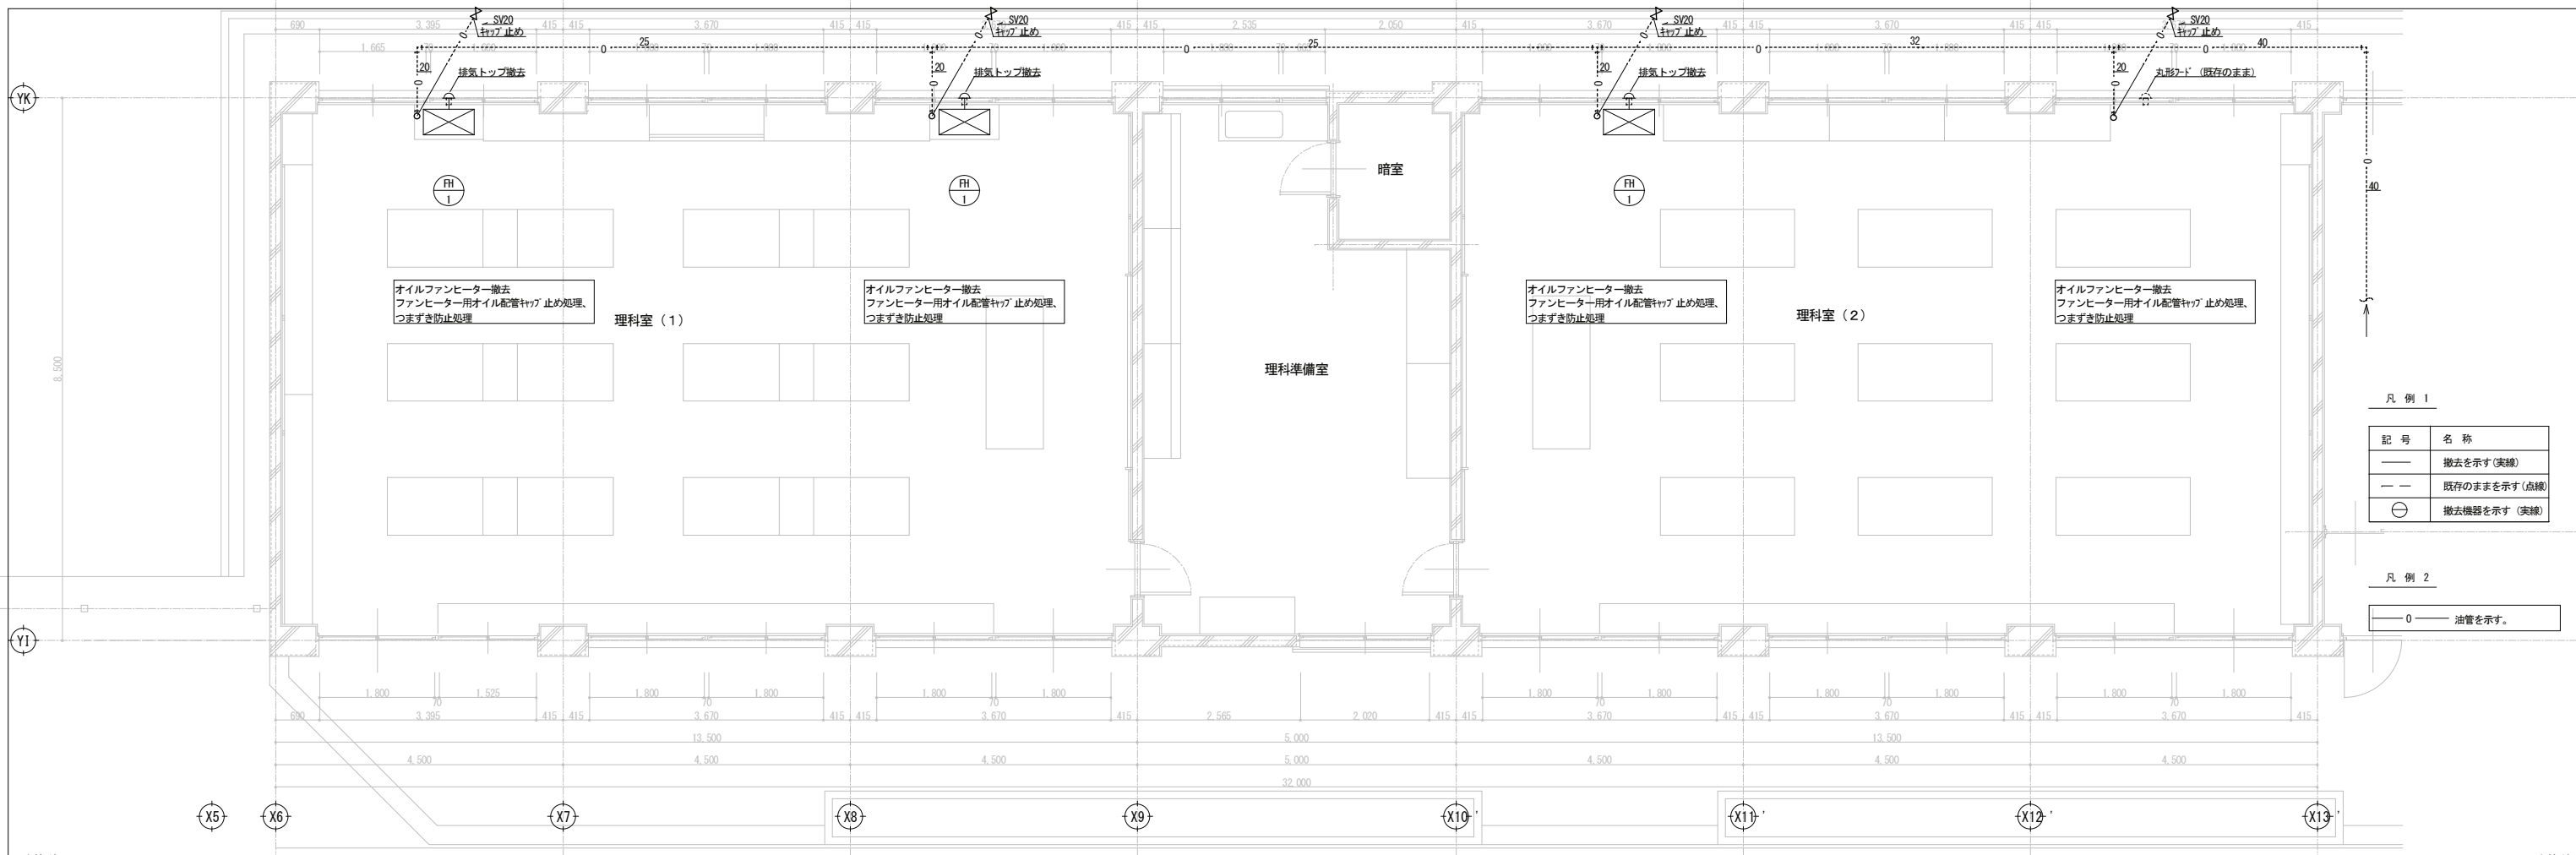 690 3,395 415 415 3,670 415 415 3,670 415 415 2,535 2,050 415 415 3,670 415 415 3,670 415 415 3,670 415
SV20
キャップ止め
SV20
キャップ止め
SV20
キャップ止め
SV20
キャップ止め
0 25 0 25 0 32 0 40
1,665 70
20
20
20
20
排気トップ撤去
排気トップ撤去
排気トップ撤去
丸形フード（既存のまま）
0
40
YK
暗室
FH
1
FH
1
FH
1
オイルファンヒーター撤去
ファンヒーター用オイル配管キャップ止め処理、
つまずき防止処理
オイルファンヒーター撤去
ファンヒーター用オイル配管キャップ止め処理、
つまずき防止処理
オイルファンヒーター撤去
ファンヒーター用オイル配管キャップ止め処理、
つまずき防止処理
オイルファンヒーター撤去
ファンヒーター用オイル配管キャップ止め処理、
つまずき防止処理
理科室（１）
理科室（２）
理科準備室
8,500
凡 例 1
記 号 名 称
撤去を示す(実線)
既存のままを示す(点線)
撤去機器を示す (実線)
凡 例 2
0 油管を示す。
YI
1,800 70 1,525 1,800 70 1,800 1,800 70 1,800 1,800 70 1,800 1,800 70 1,800 1,800 70 1,800
690 3,395 415 415 3,670 415 415 3,670 415 2,565 2,020 415 415 3,670 415 415 3,670 415 415 3,670 415
13,500 5,000 13,500
4,500 4,500 4,500 5,000 4,500 4,500 4,500
32,000
X5 X6 X7 X8 X9 X10 ' X11 ' X12 ' X13 '